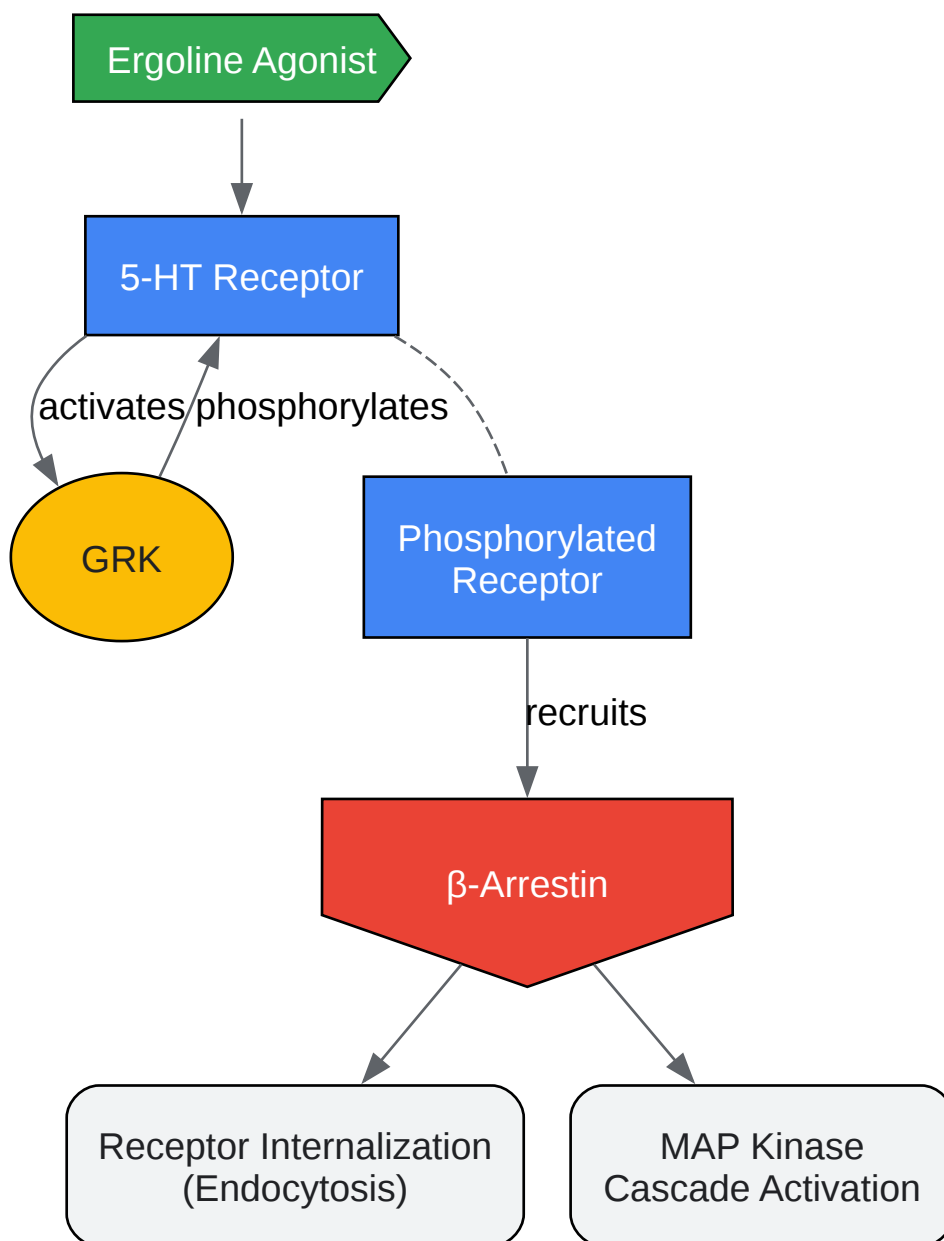 Ergoline Agonist
5-HT Receptor
activates
phosphorylates
GRK
Phosphorylated
Receptor
recruits
β-Arrestin
Receptor Internalization
(Endocytosis)
MAP Kinase
Cascade Activation